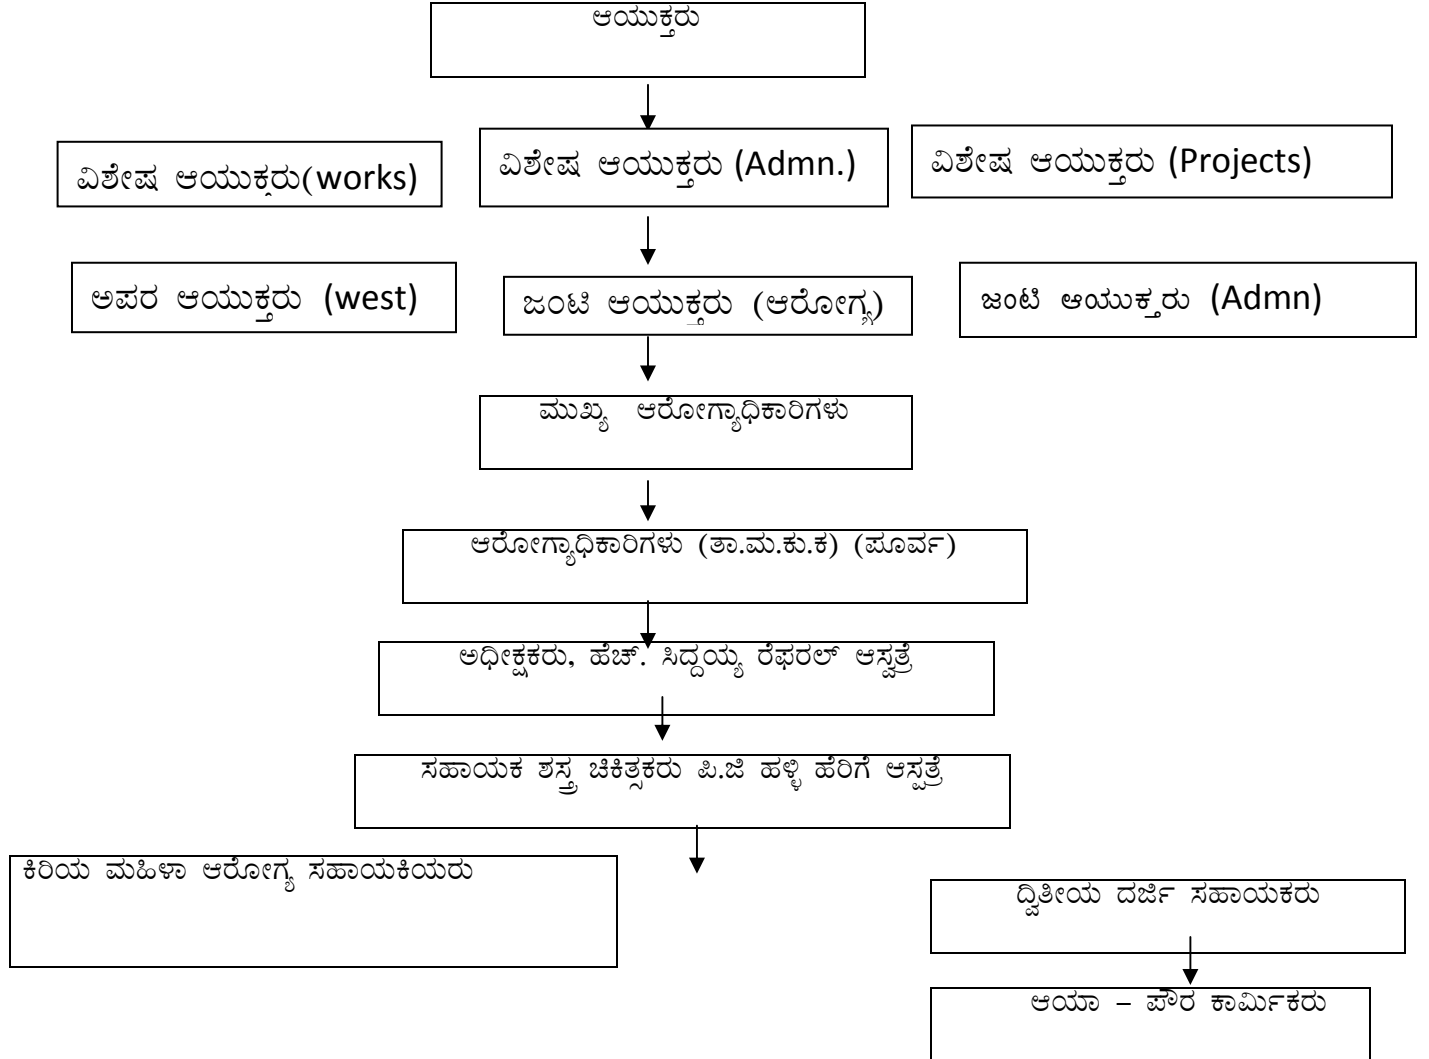 ಆಯುಕ್ತರು
ವಿಶೇಷ ಆಯುಕ್ತರು(works)
ವಿಶೇಷ ಆಯುಕ್ತರು (Admn.)
ವಿಶೇಷ ಆಯುಕ್ತರು (Projects)
ಅಪರ ಆಯುಕ್ತರು (west)
ಜಂಟಿ ಆಯುಕ್ತರು (ಆರೋಗ್ಯ)
ಜಂಟಿ ಆಯುಕ್ತರು (Admn)
ಮುಖ್ಯ ಆರೋಗ್ಯಾಧಿಕಾರಿಗಳು
ಆರೋಗ್ಯಾಧಿಕಾರಿಗಳು (ತಾ.ಮ.ಕು.ಕ) (ಪೂರ್ವ)
ಅಧೀಕ್ಷಕರು, ಹೆಚ್. ಸಿದ್ದಯ್ಯ ರೆಫರಲ್ ಆಸ್ವತ್ರೆ
ಸಹಾಯಕ ಶಸ್ತ್ರ ಚಿಕಿತ್ಸಕರು ಪಿ.ಜಿ ಹಳ್ಳಿ ಹೆರಿಗೆ ಆಸ್ಪತ್ರೆ
ಕಿರಿಯ ಮಹಿಳಾ ಆರೋಗ್ಯ ಸಹಾಯಕಿಯರು
ದ್ವಿತೀಯ ದರ್ಜೆ ಸಹಾಯಕರು
ಆಯಾ – ಪೌರ ಕಾರ್ಮಿಕರು